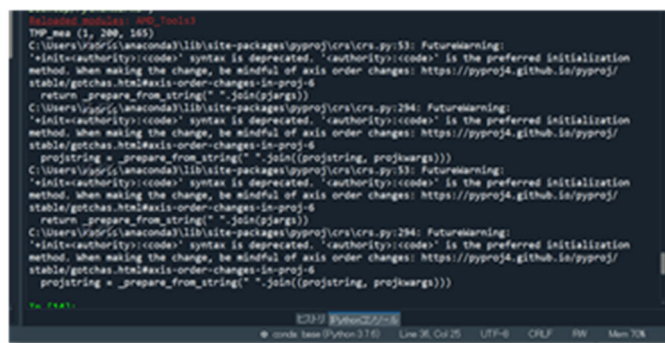 Reloaded modules: AMD_Tools3
TMP_mea (1, 200, 165)
C:\Users\\anaconda3\lib\site-packages\pyproj\crs\crs.py:53: FutureWarning:
'+init=<authority>:<code>' syntax is deprecated. '<authority>:<code>' is the preferred initialization
method. When making the change, be mindful of axis order changes: https://pyproj4.github.io/pyproj/
stable/gotchas.html#axis-order-changes-in-proj-6
return _prepare_from_string(" ".join(pjargs))
C:\Users\\anaconda3\lib\site-packages\pyproj\crs\crs.py:294: FutureWarning:
'+init=<authority>:<code>' syntax is deprecated. '<authority>:<code>' is the preferred initialization
method. When making the change, be mindful of axis order changes: https://pyproj4.github.io/pyproj/
stable/gotchas.html#axis-order-changes-in-proj-6
projstring = _prepare_from_string(" ".join((projstring, projkwargs)))
C:\Users\\anaconda3\lib\site-packages\pyproj\crs\crs.py:53: FutureWarning:
'+init=<authority>:<code>' syntax is deprecated. '<authority>:<code>' is the preferred initialization
method. When making the change, be mindful of axis order changes: https://pyproj4.github.io/pyproj/
stable/gotchas.html#axis-order-changes-in-proj-6
return _prepare_from_string(" ".join(pjargs))
C:\Users\\anaconda3\lib\site-packages\pyproj\crs\crs.py:294: FutureWarning:
'+init=<authority>:<code>' syntax is deprecated. '<authority>:<code>' is the preferred initialization
method. When making the change, be mindful of axis order changes: https://pyproj4.github.io/pyproj/
stable/gotchas.html#axis-order-changes-in-proj-6
projstring = _prepare_from_string(" ".join((projstring, projkwargs)))
ヒストリ IPythonコンソール
conda: base (Python 3.7.6) Line 36, Col 25 UTF-8 CRLF RW Mem 70%